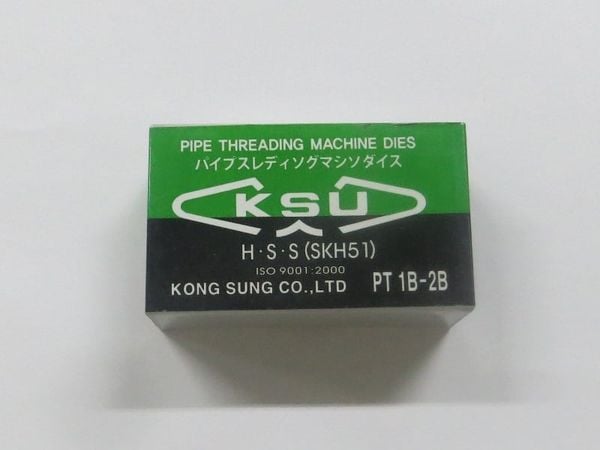 PIPE THREADING MACHINE DIES
パイプスレディソグマシソダイス
KSU
H·S·S (SKH51)
ISO 9001:2000
KONG SUNG CO.,LTD
PT 1B-2B